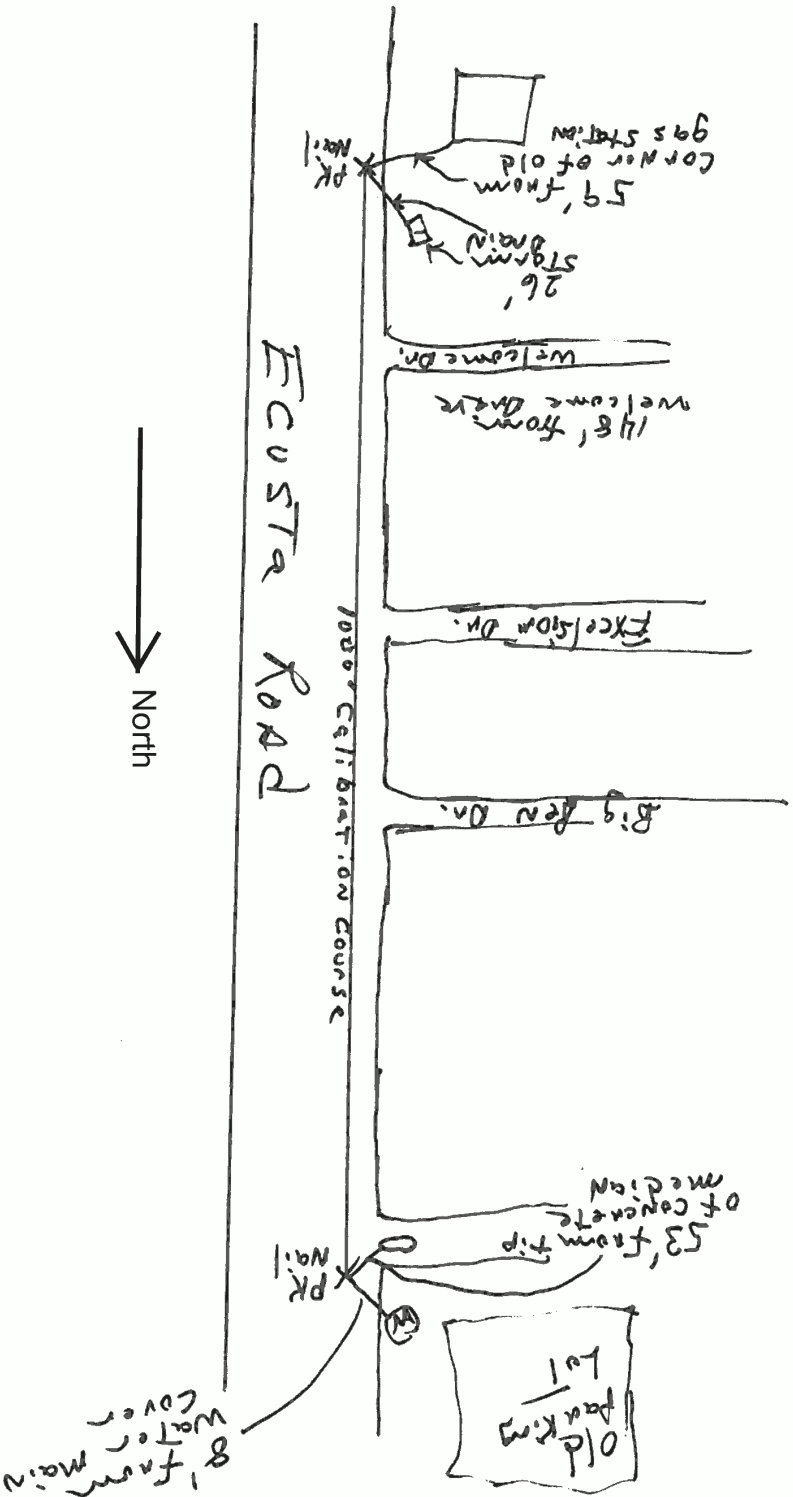 PK
Nail
59' from
corner of old
gas station
26'
storm
drain
Welcome Dr.
148' from
Welcome Drive
Ecusta Road
Excelsior Dr.
1000' Calibration Course
North
Big Ben Dr.
53' from tip
of concrete
median
PK
Nail
W
Old
Parking
Lot
8' from main
water
cover